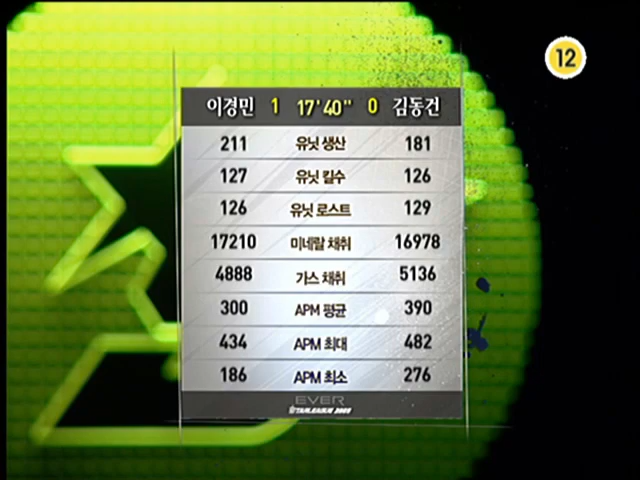 12
이경민 1 17'40" 0 김동건
211 유닛 생산 181
127 유닛 킬수 126
126 유닛 로스트 129
17210 미네랄 채취 16978
4888 가스 채취 5136
300 APM 평균 390
434 APM 최대 482
186 APM 최소 276
EVER